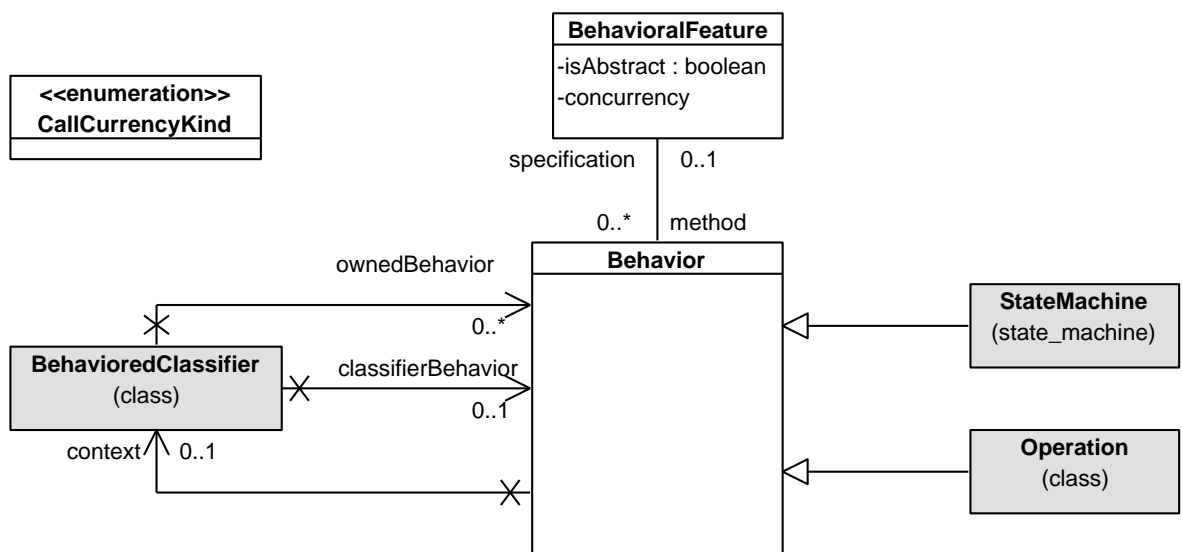 BehavioralFeature
-isAbstract : boolean
-concurrency
<<enumeration>>
CallCurrencyKind
specification 0..1
0..* method
Behavior
ownedBehavior
0..*
StateMachine
(state_machine)
BehavioredClassifier
(class)
classifierBehavior
0..1
context 0..1
Operation
(class)